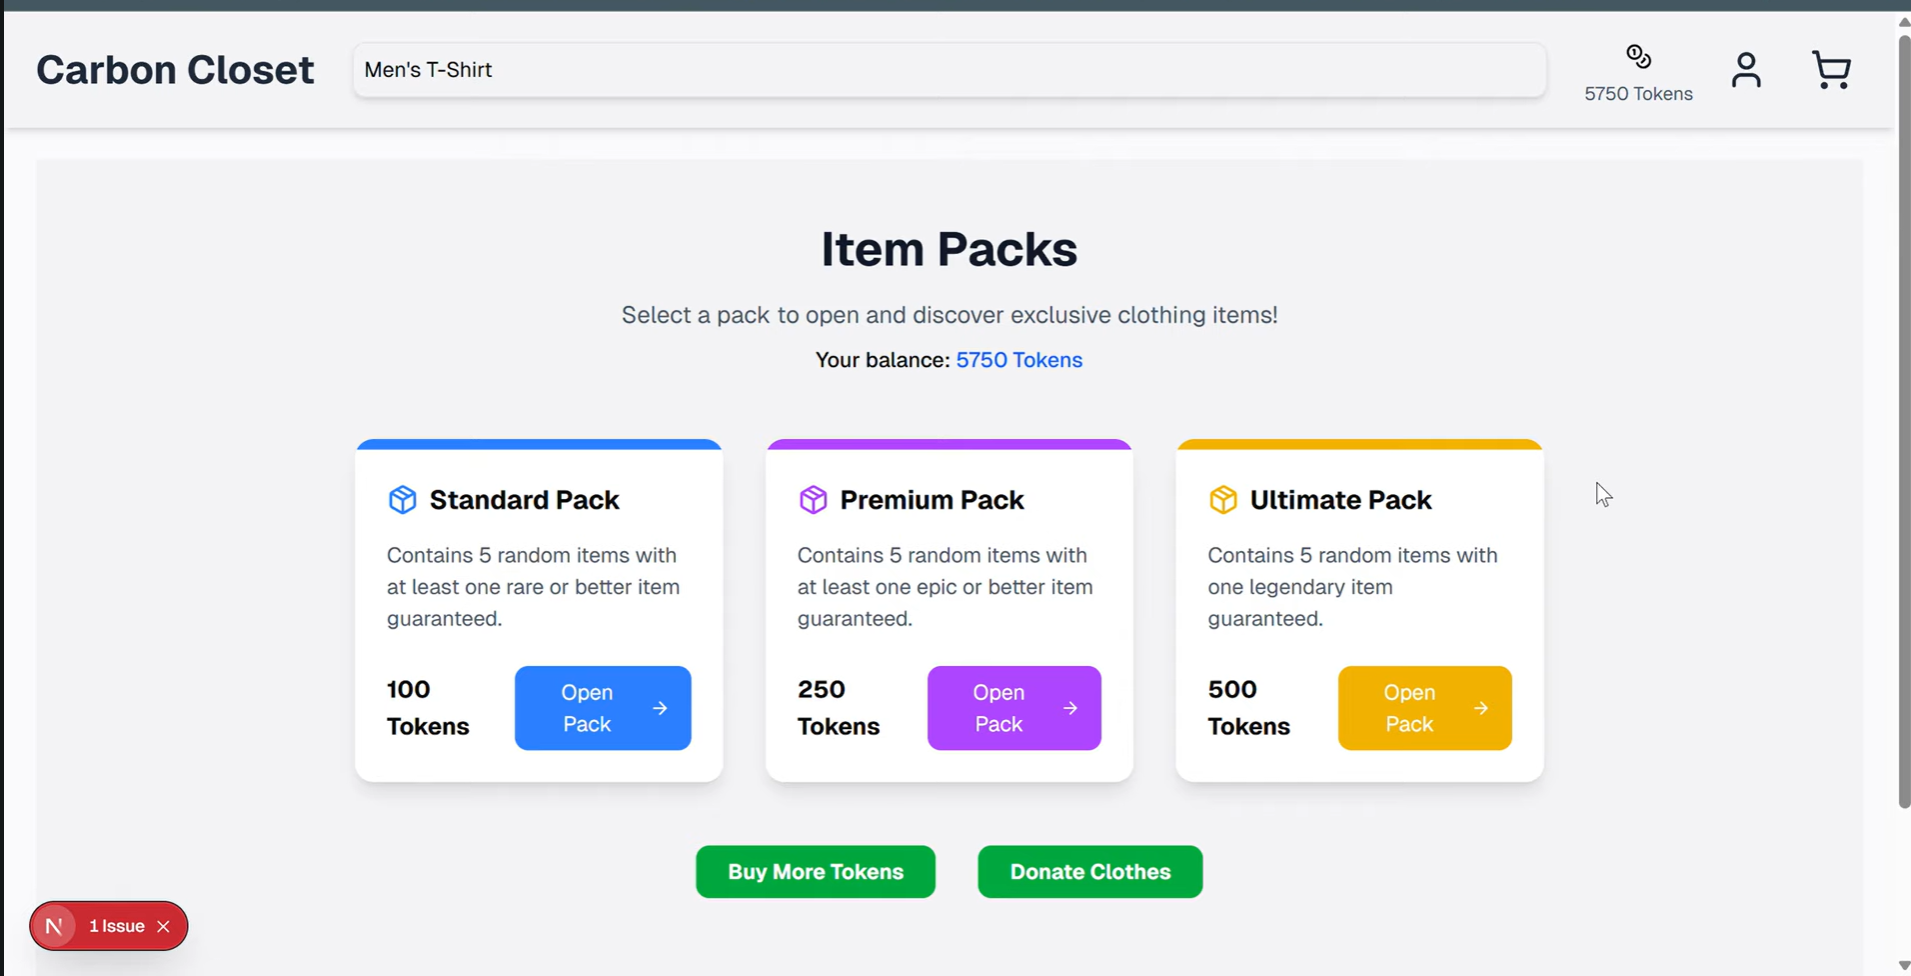 Carbon Closet
Men's T-Shirt
5750 Tokens
Item Packs
Select a pack to open and discover exclusive clothing items!
Your balance: 5750 Tokens
Standard Pack
Contains 5 random items with
at least one rare or better item
guaranteed.
100
Tokens
Open
Pack
Premium Pack
Contains 5 random items with
at least one epic or better item
guaranteed.
250
Tokens
Open
Pack
Ultimate Pack
Contains 5 random items with
one legendary item
guaranteed.
500
Tokens
Open
Pack
Buy More Tokens
Donate Clothes
N
1 Issue